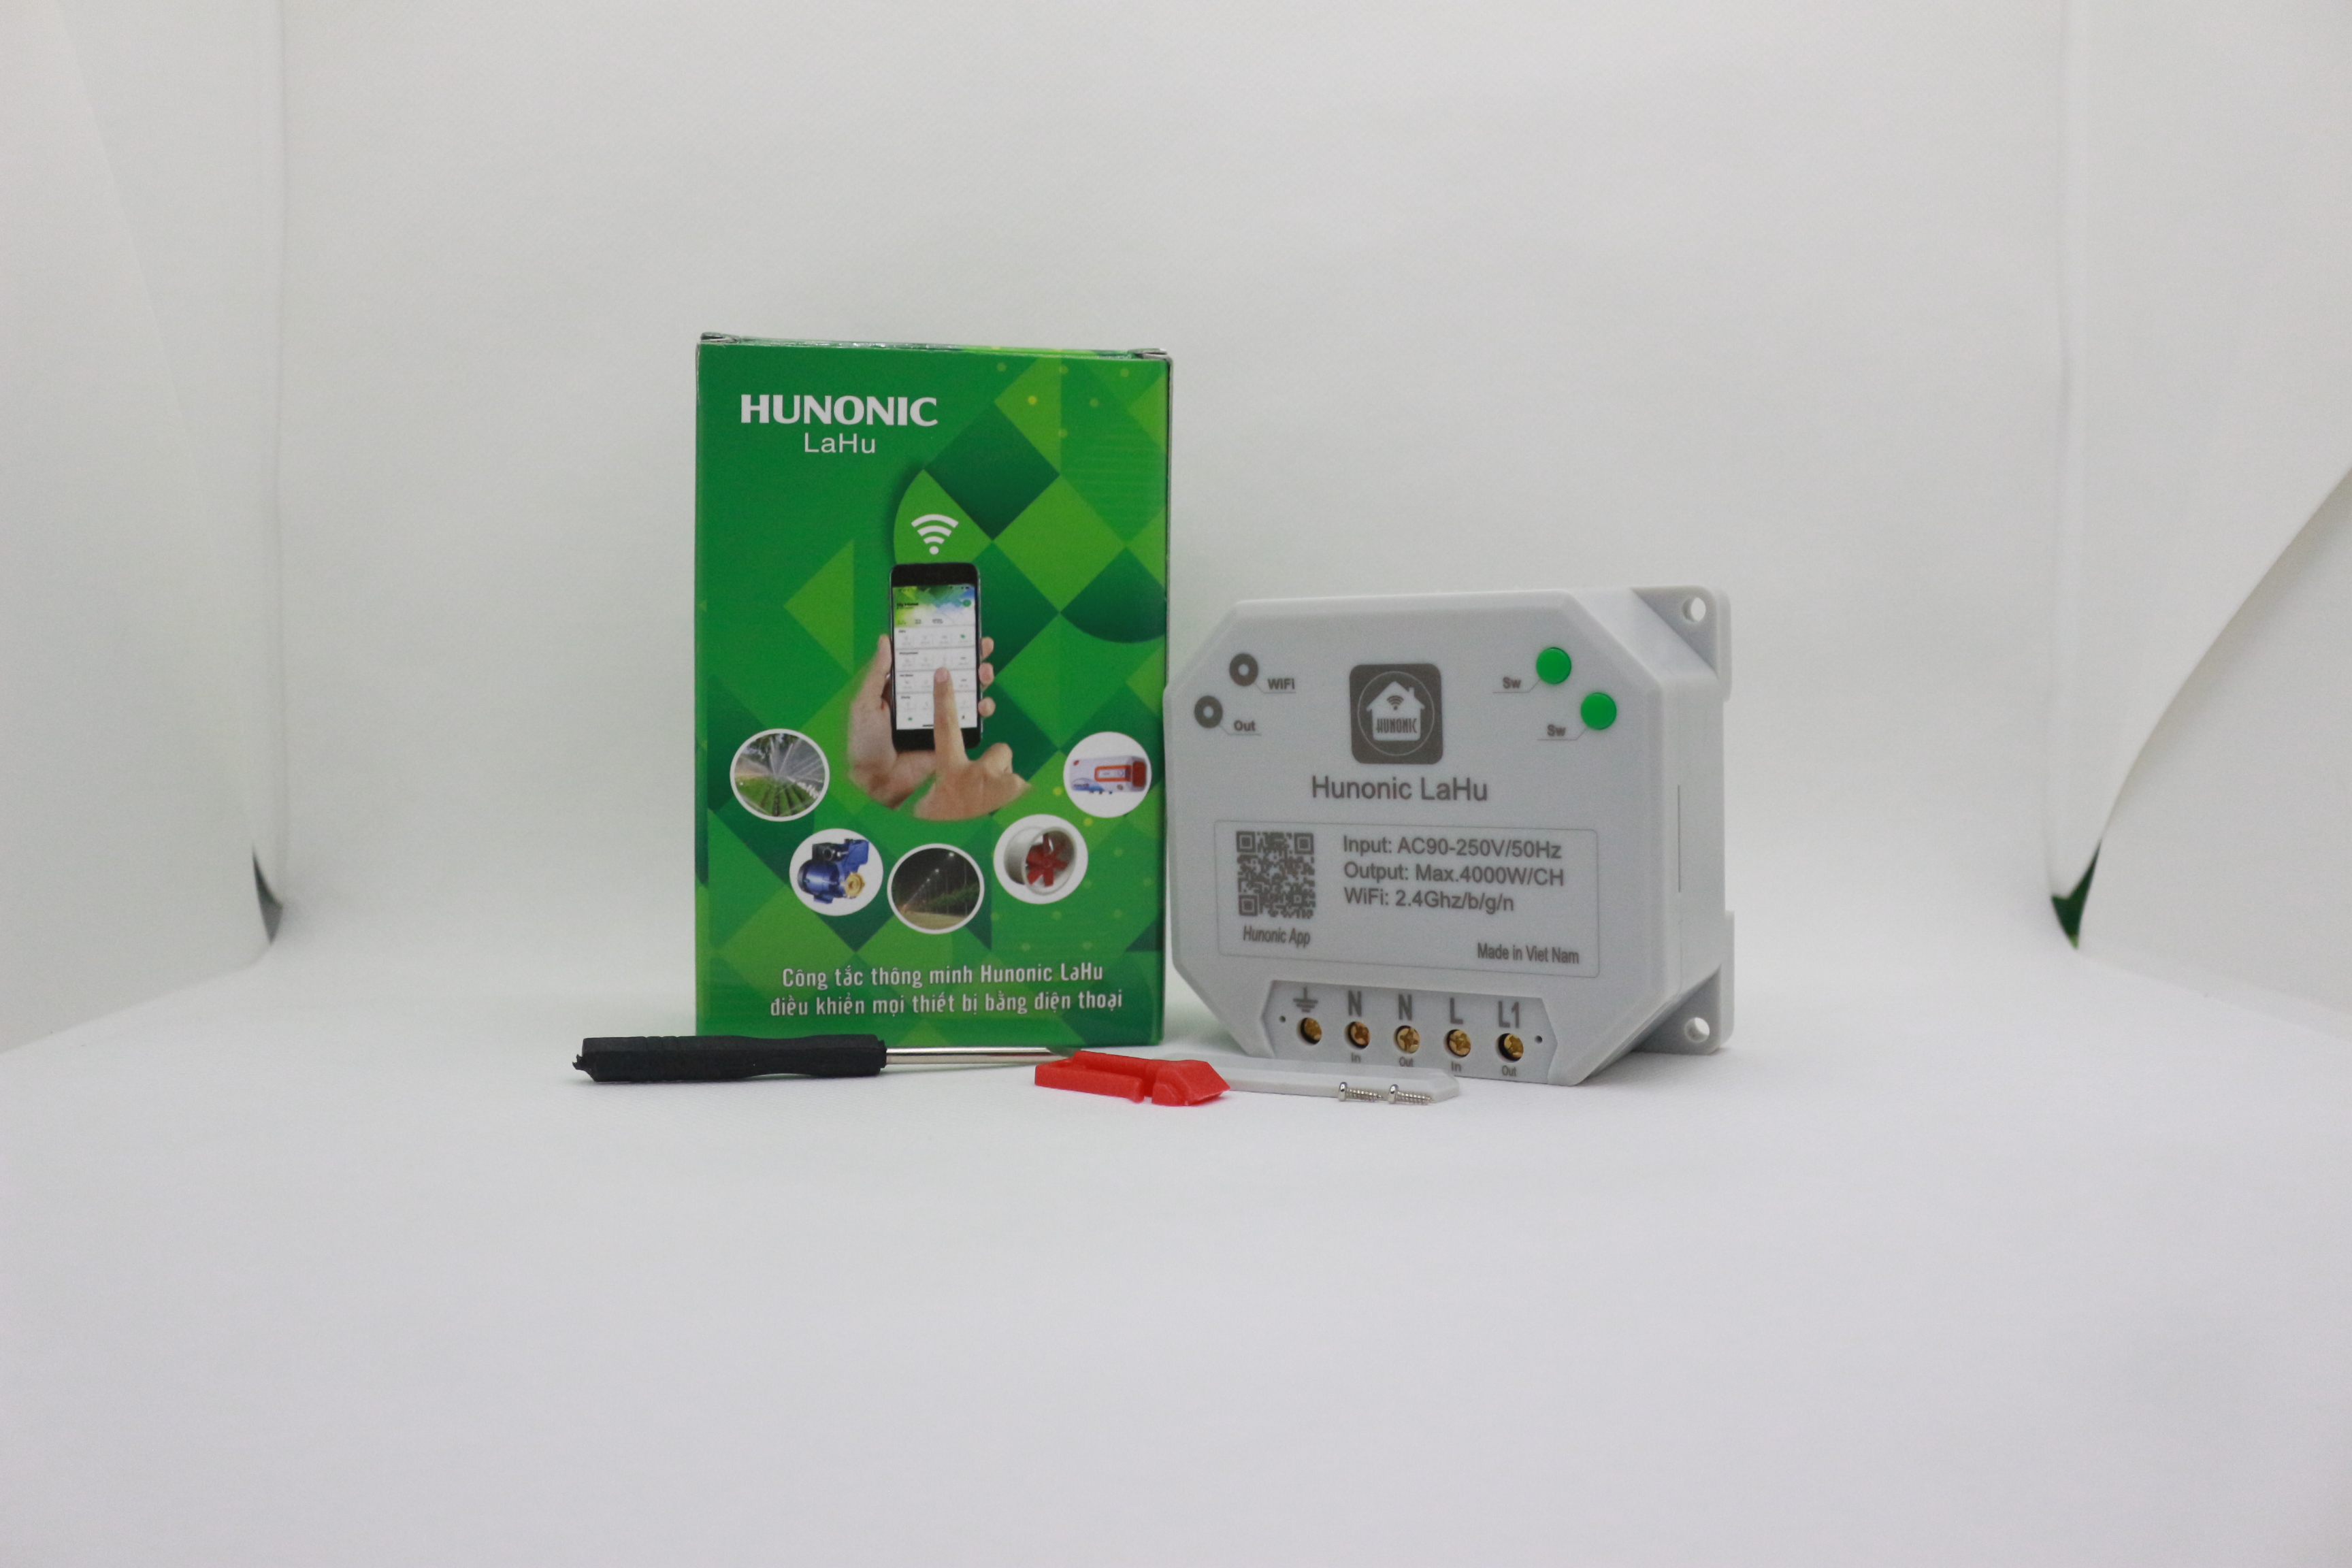 HUNONIC
LaHu
Công tắc thông minh Hunonic LaHu
điều khiển mọi thiết bị bằng điện thoại
WiFi
Out
Sw
Sw
HUNONIC
Hunonic LaHu
Input: AC90-250V/50Hz
Output: Max.4000W/CH
WiFi: 2.4Ghz/b/g/n
Hunonic App
Made in Viet Nam
N N L L1
In Out In Out